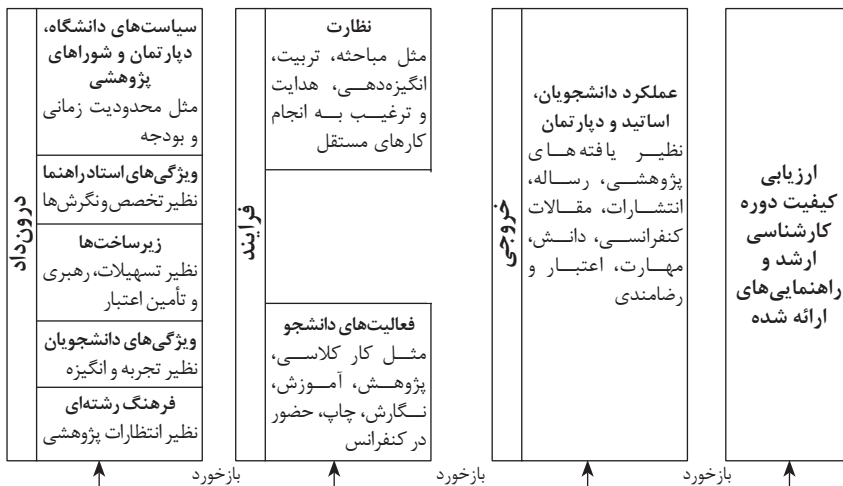 درون‌داد
سیاست‌های دانشگاه،
دپارتمان و شوراهای
پژوهشی
مثل محدودیت زمانی
و بودجه
ویژگی‌های استاد راهنما
نظیر تخصص و نگرش‌ها
زیرساخت‌ها
نظیر تسهیلات، رهبری
و تأمین اعتبار
ویژگی‌های دانشجویان
نظیر تجربه و انگیزه
فرهنگ رشته‌ای
نظیر انتظارات پژوهشی
فرایند
نظارت
مثل مباحثه، تربیت،
انگیزه‌دهی، هدایت
و ترغیب به انجام
کارهای مستقل
فعالیت‌های دانشجو
مثل کار کلاسی،
پژوهش، آموزش،
نگارش، چاپ، حضور
در کنفرانس
خروجی
عملکرد دانشجویان،
اساتید و دپارتمان
نظیر یافته‌های
پژوهشی، رساله،
انتشارات، مقالات
کنفرانسی، دانش،
مهارت، اعتبار و
رضامندی
ارزیابی
کیفیت دوره
کارشناسی
ارشد و
راهنمایی‌های
ارائه شده
بازخورد
بازخورد
بازخورد